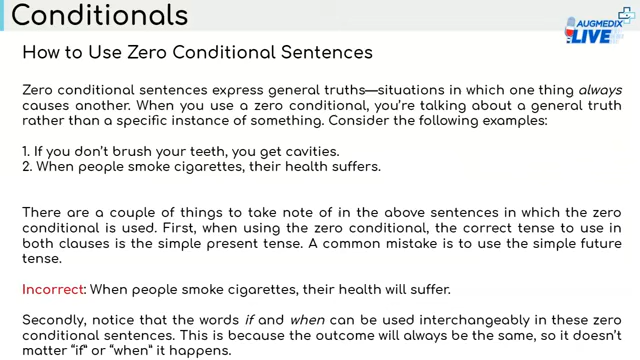 Conditionals
AUGMEDIX
LIVE
How to Use Zero Conditional Sentences
Zero conditional sentences express general truths—situations in which one thing always
causes another. When you use a zero conditional, you're talking about a general truth
rather than a specific instance of something. Consider the following examples:
1. If you don't brush your teeth, you get cavities.
2. When people smoke cigarettes, their health suffers.
There are a couple of things to take note of in the above sentences in which the zero
conditional is used. First, when using the zero conditional, the correct tense to use in
both clauses is the simple present tense. A common mistake is to use the simple future
tense.
Incorrect: When people smoke cigarettes, their health will suffer.
Secondly, notice that the words if and when can be used interchangeably in these zero
conditional sentences. This is because the outcome will always be the same, so it doesn't
matter "if" or "when" it happens.